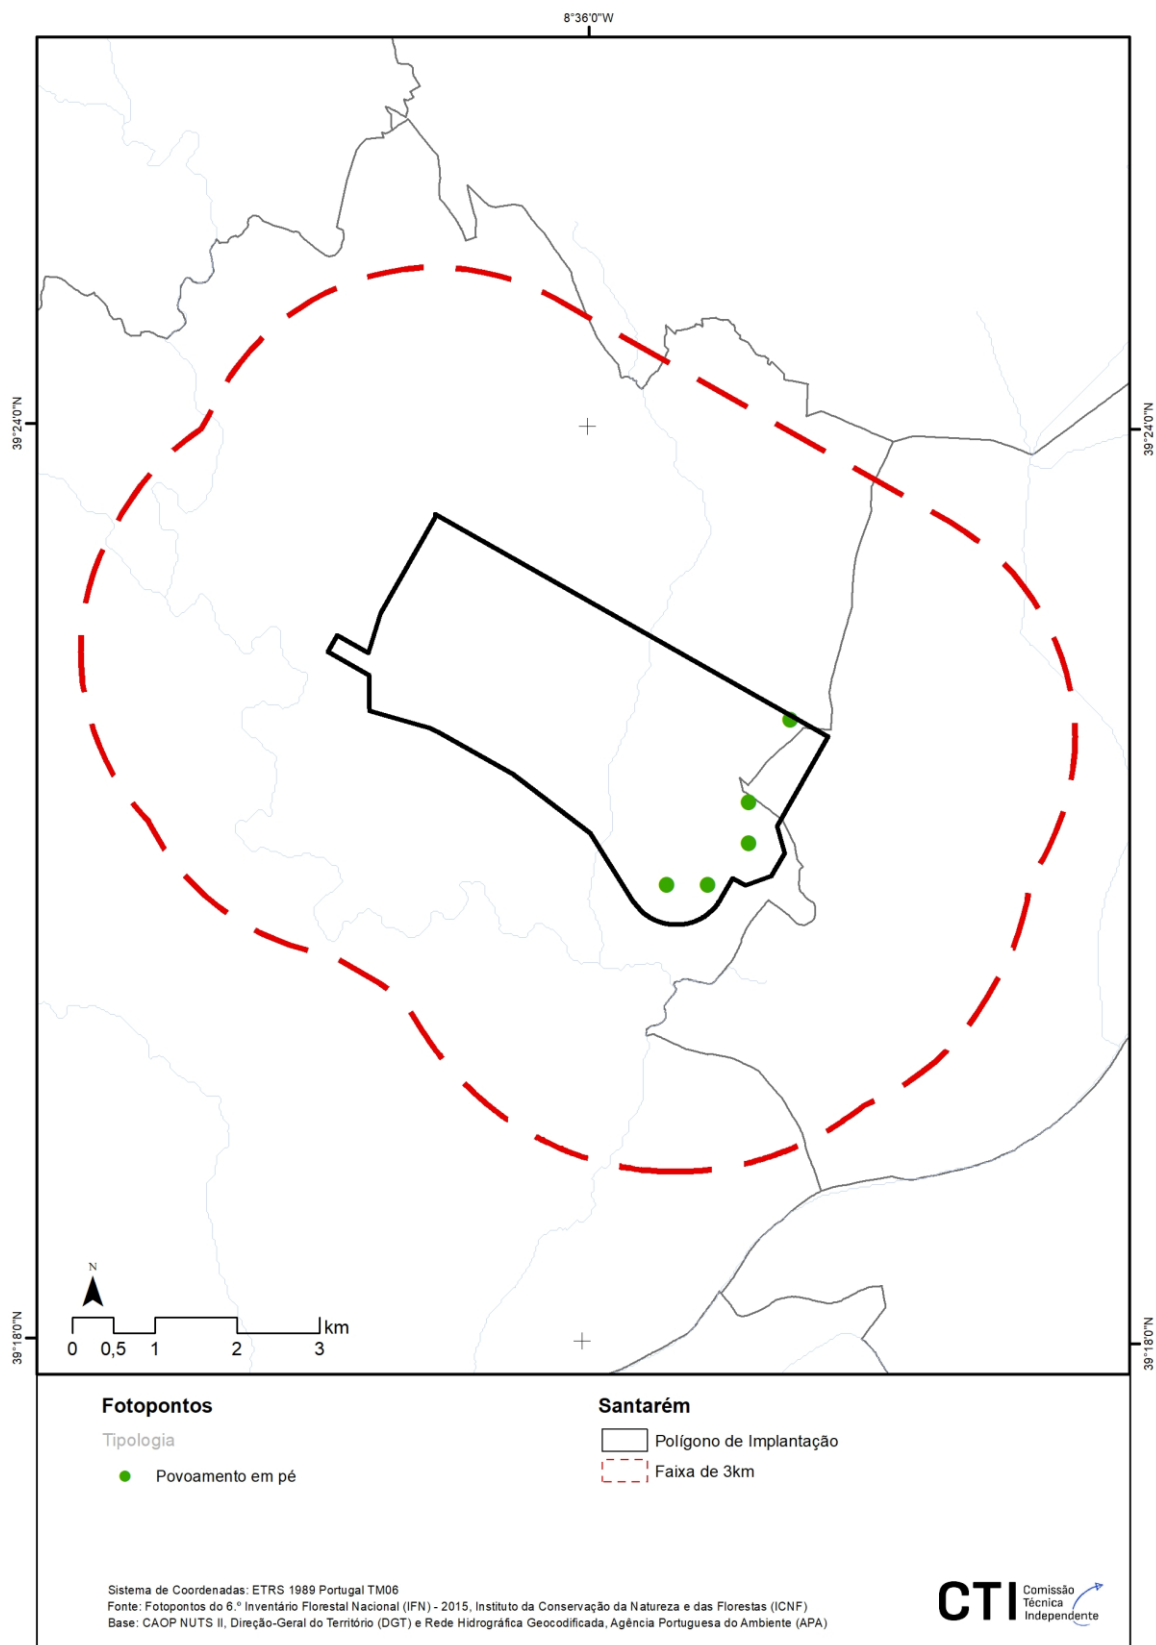 8°36'0"W
39°24'0"N
39°24'0"N
N
km
0 0,5 1 2 3
39°18'0"N
39°18'0"N
Fotopontos
Santarém
Tipologia
Polígono de Implantação
Povoamento em pé
Faixa de 3km
Sistema de Coordenadas: ETRS 1989 Portugal TM06
Fonte: Fotopontos do 6.º Inventário Florestal Nacional (IFN) - 2015, Instituto da Conservação da Natureza e das Florestas (ICNF)
Base: CAOP NUTS II, Direção-Geral do Território (DGT) e Rede Hidrográfica Geocodificada, Agência Portuguesa do Ambiente (APA)
CTI
Comissão
Técnica
Independente